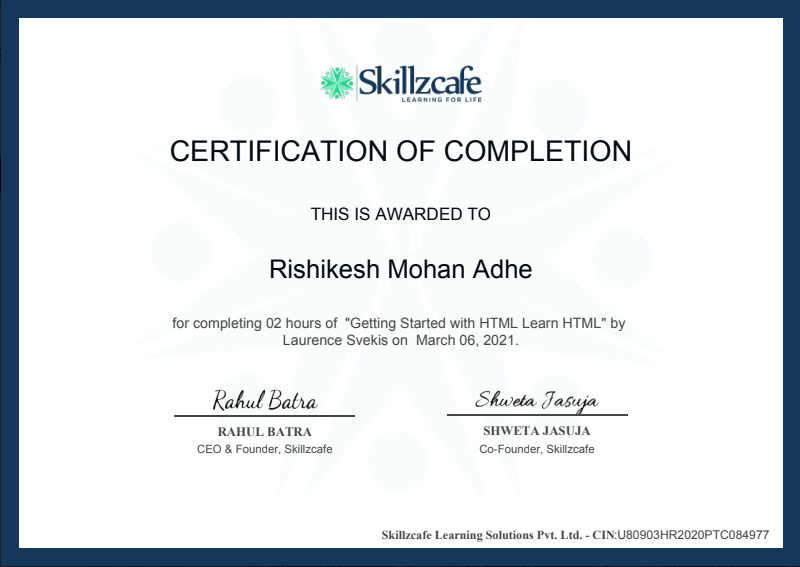 Skillzcafe
LEARNING FOR LIFE
CERTIFICATION OF COMPLETION
THIS IS AWARDED TO
Rishikesh Mohan Adhe
for completing 02 hours of "Getting Started with HTML Learn HTML" by
Laurence Svekis on March 06, 2021.
Rahul Batra
Shweta Jasuja
RAHUL BATRA
SHWETA JASUJA
CEO & Founder, Skillzcafe
Co-Founder, Skillzcafe
Skillzcafe Learning Solutions Pvt. Ltd. - CIN:U80903HR2020PTC084977